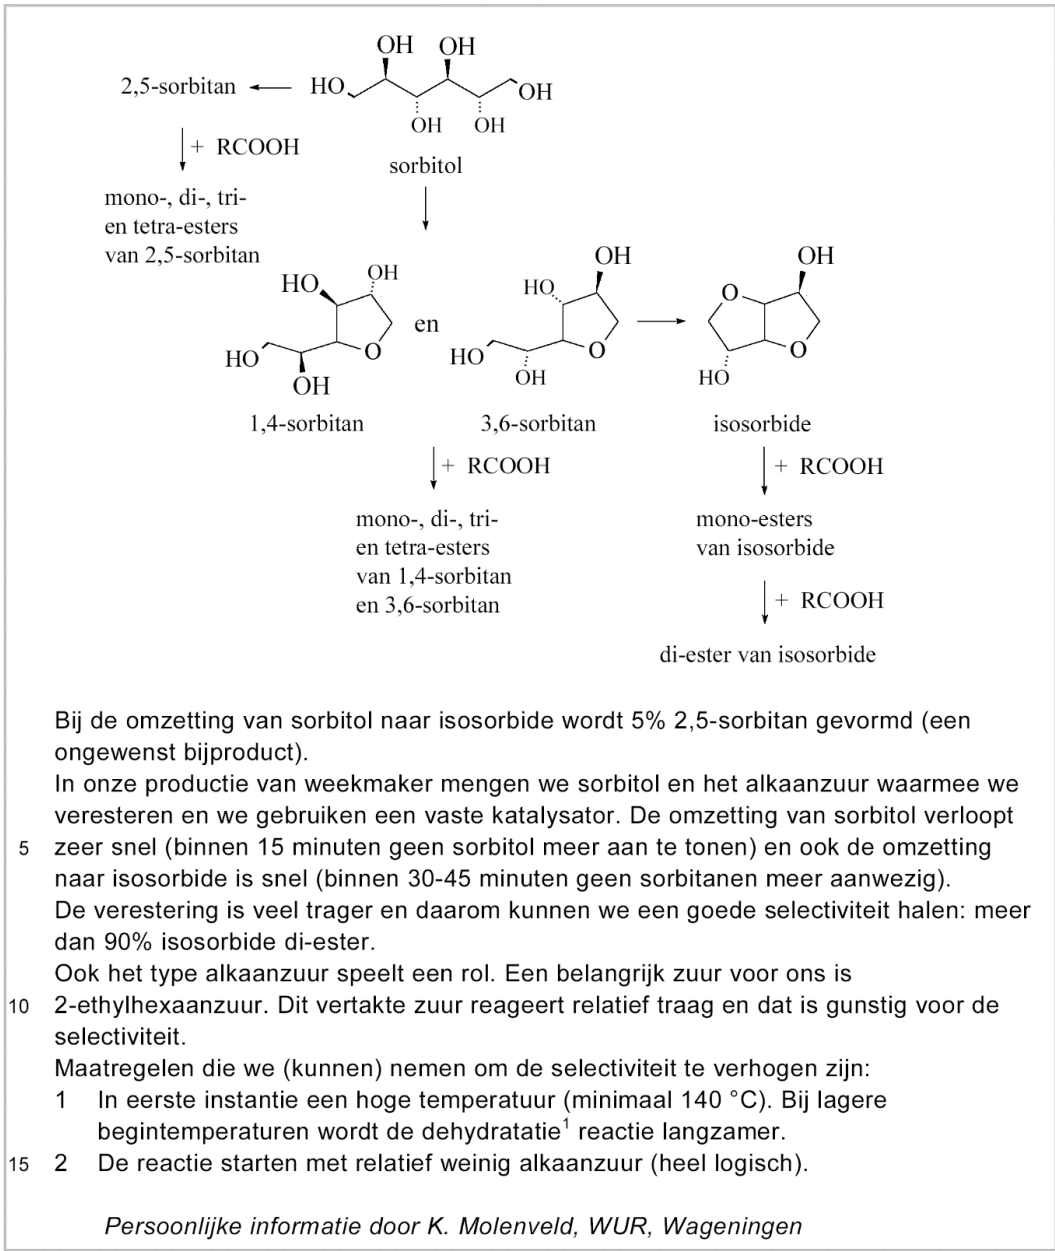 OH OH
2,5-sorbitan HO OH
OH OH
+ RCOOH
sorbitol
mono-, di-, tri-
en tetra-esters
van 2,5-sorbitan
HO OH OH OH
HO O
en
HO O HO O O
OH OH HO
1,4-sorbitan 3,6-sorbitan isosorbide
+ RCOOH + RCOOH
mono-, di-, tri- mono-esters
en tetra-esters van isosorbide
van 1,4-sorbitan
en 3,6-sorbitan + RCOOH
di-ester van isosorbide
Bij de omzetting van sorbitol naar isosorbide wordt 5% 2,5-sorbitan gevormd (een
ongewenst bijproduct).
In onze productie van weekmaker mengen we sorbitol en het alkaanzuur waarmee we
veresteren en we gebruiken een vaste katalysator. De omzetting van sorbitol verloopt
5 zeer snel (binnen 15 minuten geen sorbitol meer aan te tonen) en ook de omzetting
naar isosorbide is snel (binnen 30-45 minuten geen sorbitanen meer aanwezig).
De verestering is veel trager en daarom kunnen we een goede selectiviteit halen: meer
dan 90% isosorbide di-ester.
Ook het type alkaanzuur speelt een rol. Een belangrijk zuur voor ons is
10 2-ethylhexaanzuur. Dit vertakte zuur reageert relatief traag en dat is gunstig voor de
selectiviteit.
Maatregelen die we (kunnen) nemen om de selectiviteit te verhogen zijn:
1 In eerste instantie een hoge temperatuur (minimaal 140 °C). Bij lagere
begintemperaturen wordt de dehydratatie¹ reactie langzamer.
15 2 De reactie starten met relatief weinig alkaanzuur (heel logisch).
Persoonlijke informatie door K. Molenveld, WUR, Wageningen